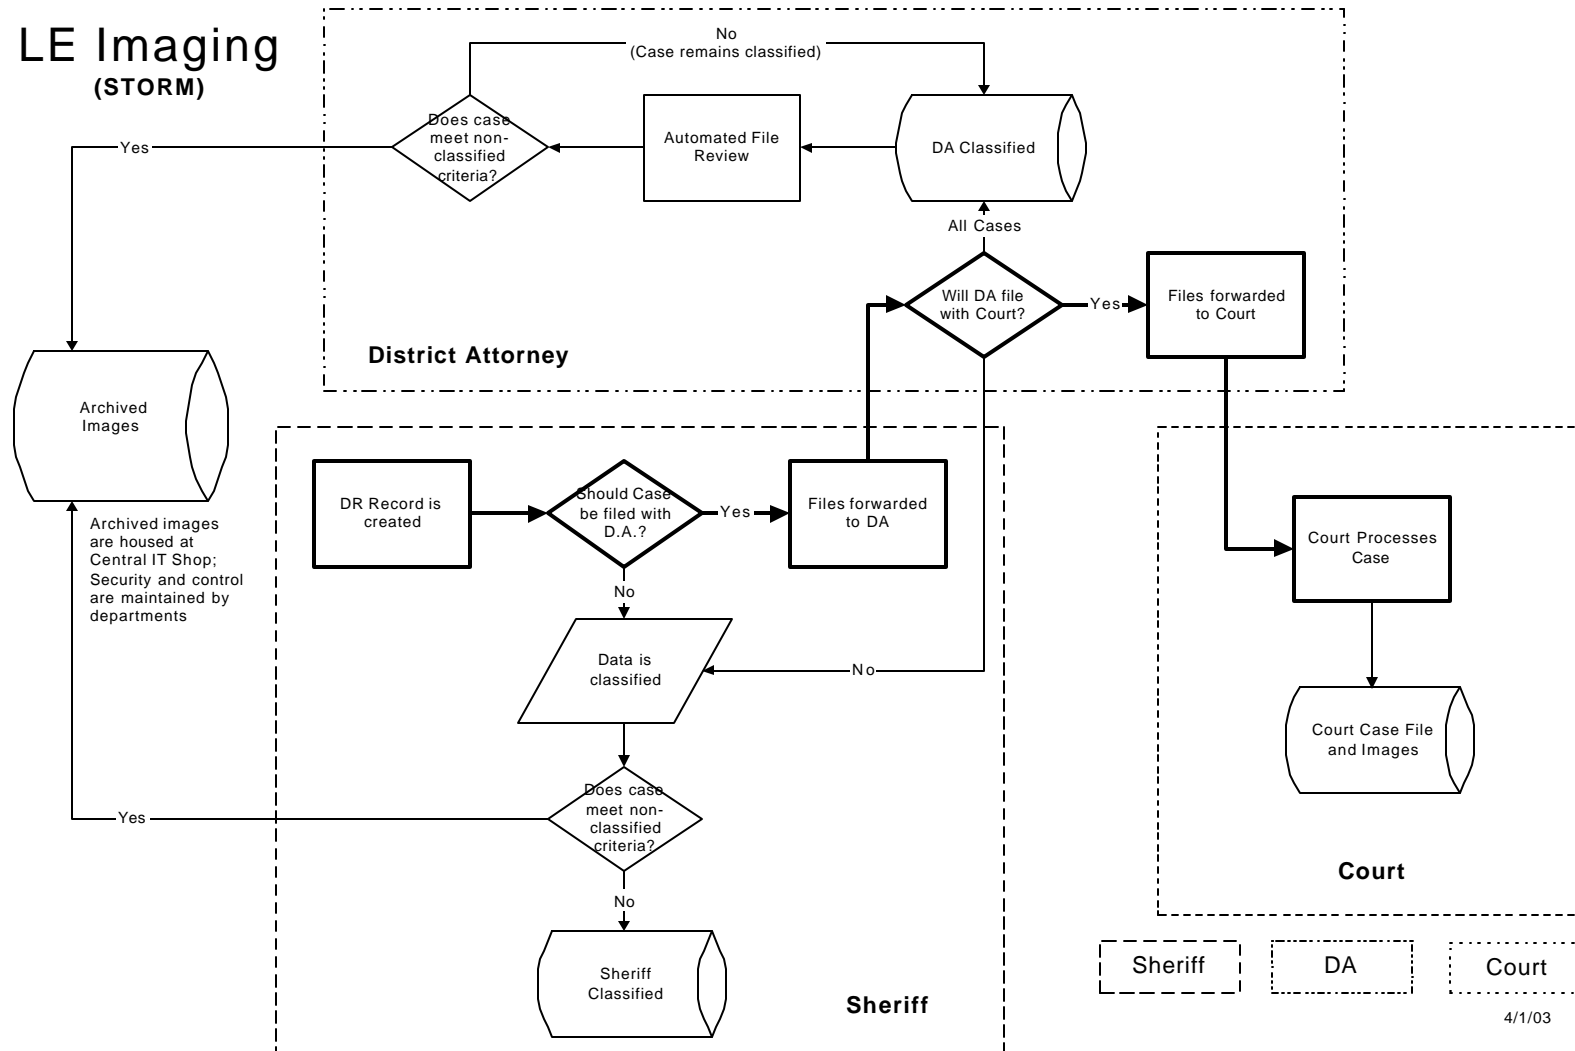 LE Imaging
(STORM)
No
(Case remains classified)
Does case
meet non-
classified
criteria?
Automated File
Review
DA Classified
Yes
All Cases
Will DA file
with Court?
Yes
Files forwarded
to Court
District Attorney
Archived
Images
Archived images
are housed at
Central IT Shop;
Security and control
are maintained by
departments
DR Record is
created
Should Case
be filed with
D.A.?
Yes
Files forwarded
to DA
No
Data is
classified
No
Does case
meet non-
classified
criteria?
Yes
No
Sheriff
Classified
Sheriff
Court Processes
Case
Court Case File
and Images
Court
Sheriff
DA
Court
4/1/03